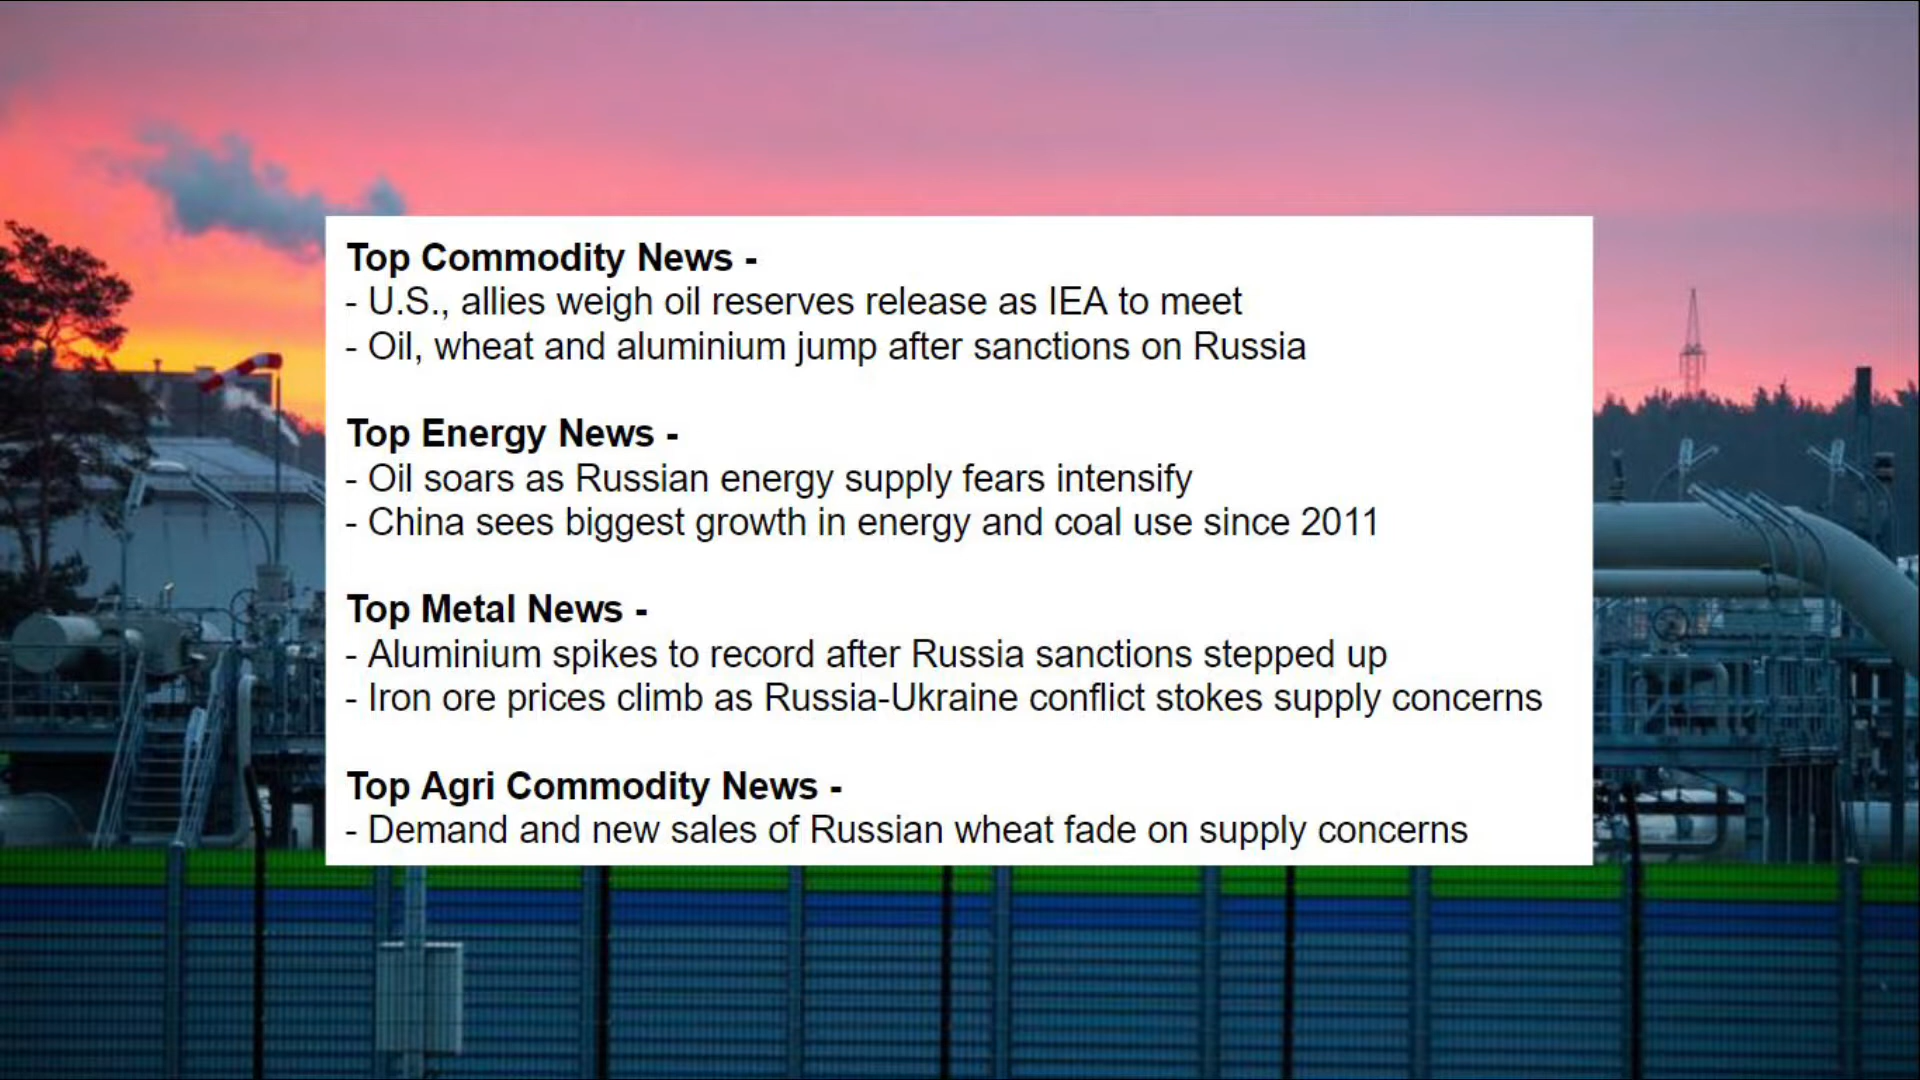 Top Commodity News -
- U.S., allies weigh oil reserves release as IEA to meet
- Oil, wheat and aluminium jump after sanctions on Russia
Top Energy News -
- Oil soars as Russian energy supply fears intensify
- China sees biggest growth in energy and coal use since 2011
Top Metal News -
- Aluminium spikes to record after Russia sanctions stepped up
- Iron ore prices climb as Russia-Ukraine conflict stokes supply concerns
Top Agri Commodity News -
- Demand and new sales of Russian wheat fade on supply concerns